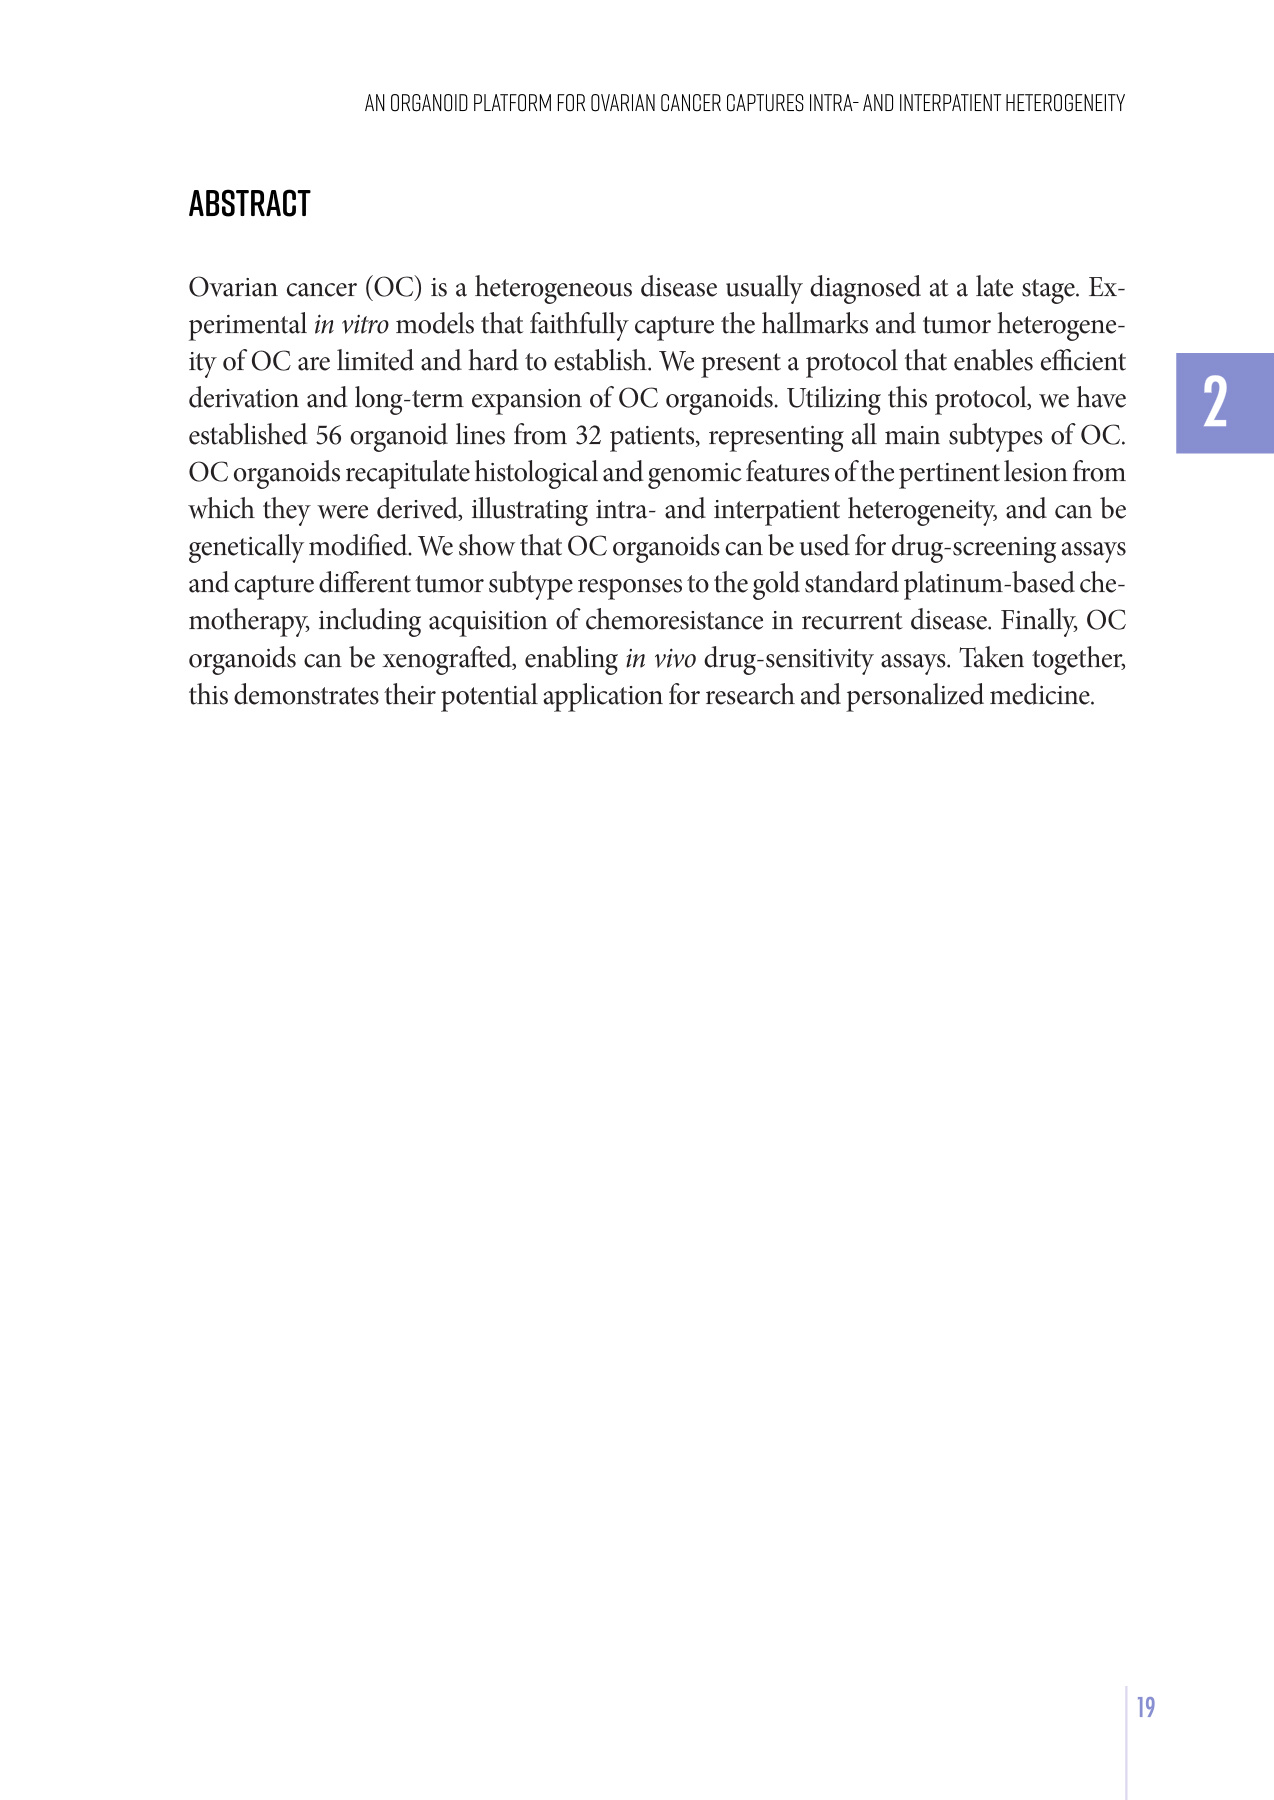 AN ORGANOID PLATFORM FOR OVARIAN CANCER CAPTURES INTRA- AND INTERPATIENT HETEROGENEITY
ABSTRACT
Ovarian cancer (OC) is a heterogeneous disease usually diagnosed at a late stage. Ex-
perimental in vitro models that faithfully capture the hallmarks and tumor heterogene-
ity of OC are limited and hard to establish. We present a protocol that enables efficient
derivation and long-term expansion of OC organoids. Utilizing this protocol, we have
established 56 organoid lines from 32 patients, representing all main subtypes of OC.
OC organoids recapitulate histological and genomic features of the pertinent lesion from
which they were derived, illustrating intra- and interpatient heterogeneity, and can be
genetically modified. We show that OC organoids can be used for drug-screening assays
and capture different tumor subtype responses to the gold standard platinum-based che-
motherapy, including acquisition of chemoresistance in recurrent disease. Finally, OC
organoids can be xenografted, enabling in vivo drug-sensitivity assays. Taken together,
this demonstrates their potential application for research and personalized medicine.
2
19